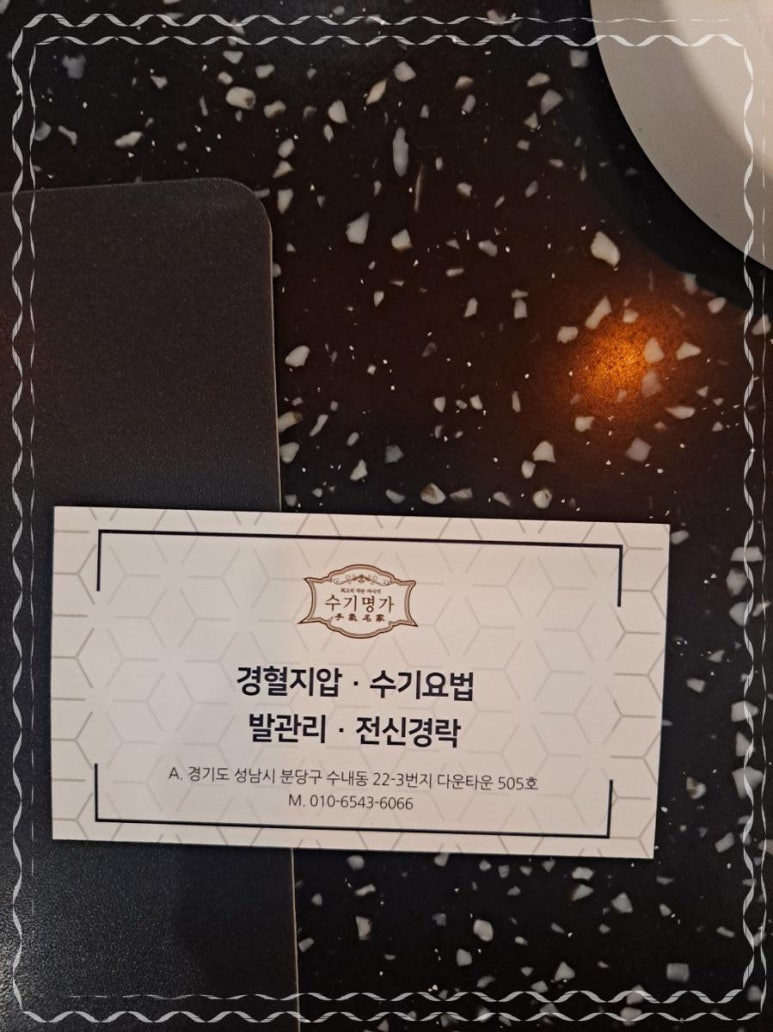 수기명가
手氣名家
경혈지압 · 수기요법
발관리 · 전신경락
A. 경기도 성남시 분당구 수내동 22-3번지 다운타운 505호
M. 010-6543-6066